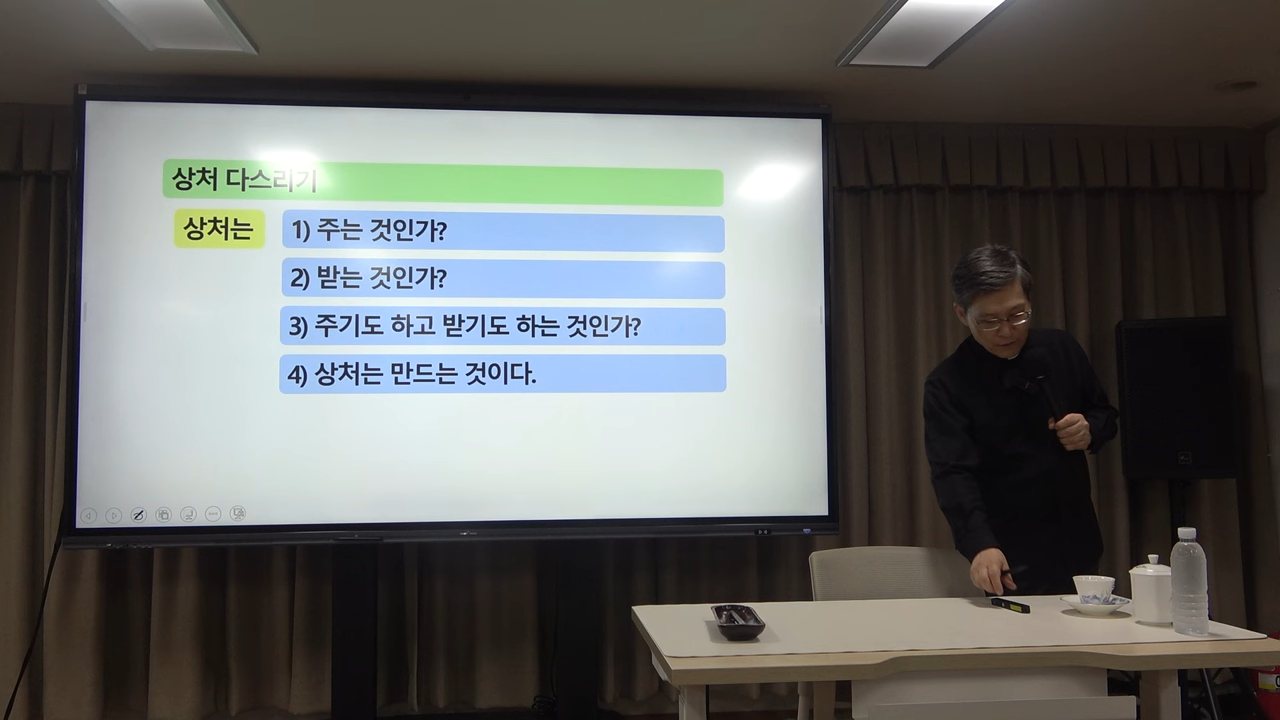 상처 다스리기
상처는 1) 주는 것인가?
2) 받는 것인가?
3) 주기도 하고 받기도 하는 것인가?
4) 상처는 만드는 것이다.